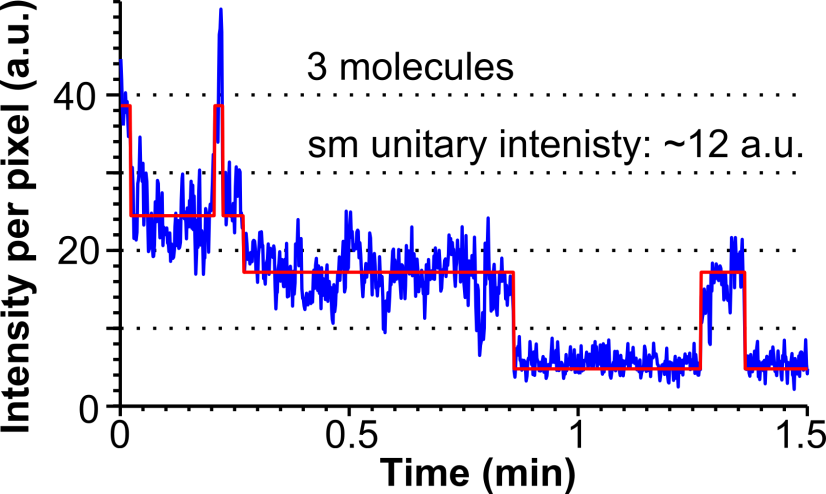 Intensity per pixel (a.u.)
3 molecules
40
sm unitary intenisty: ~12 a.u.
20
0
0 0.5 1 1.5
Time (min)